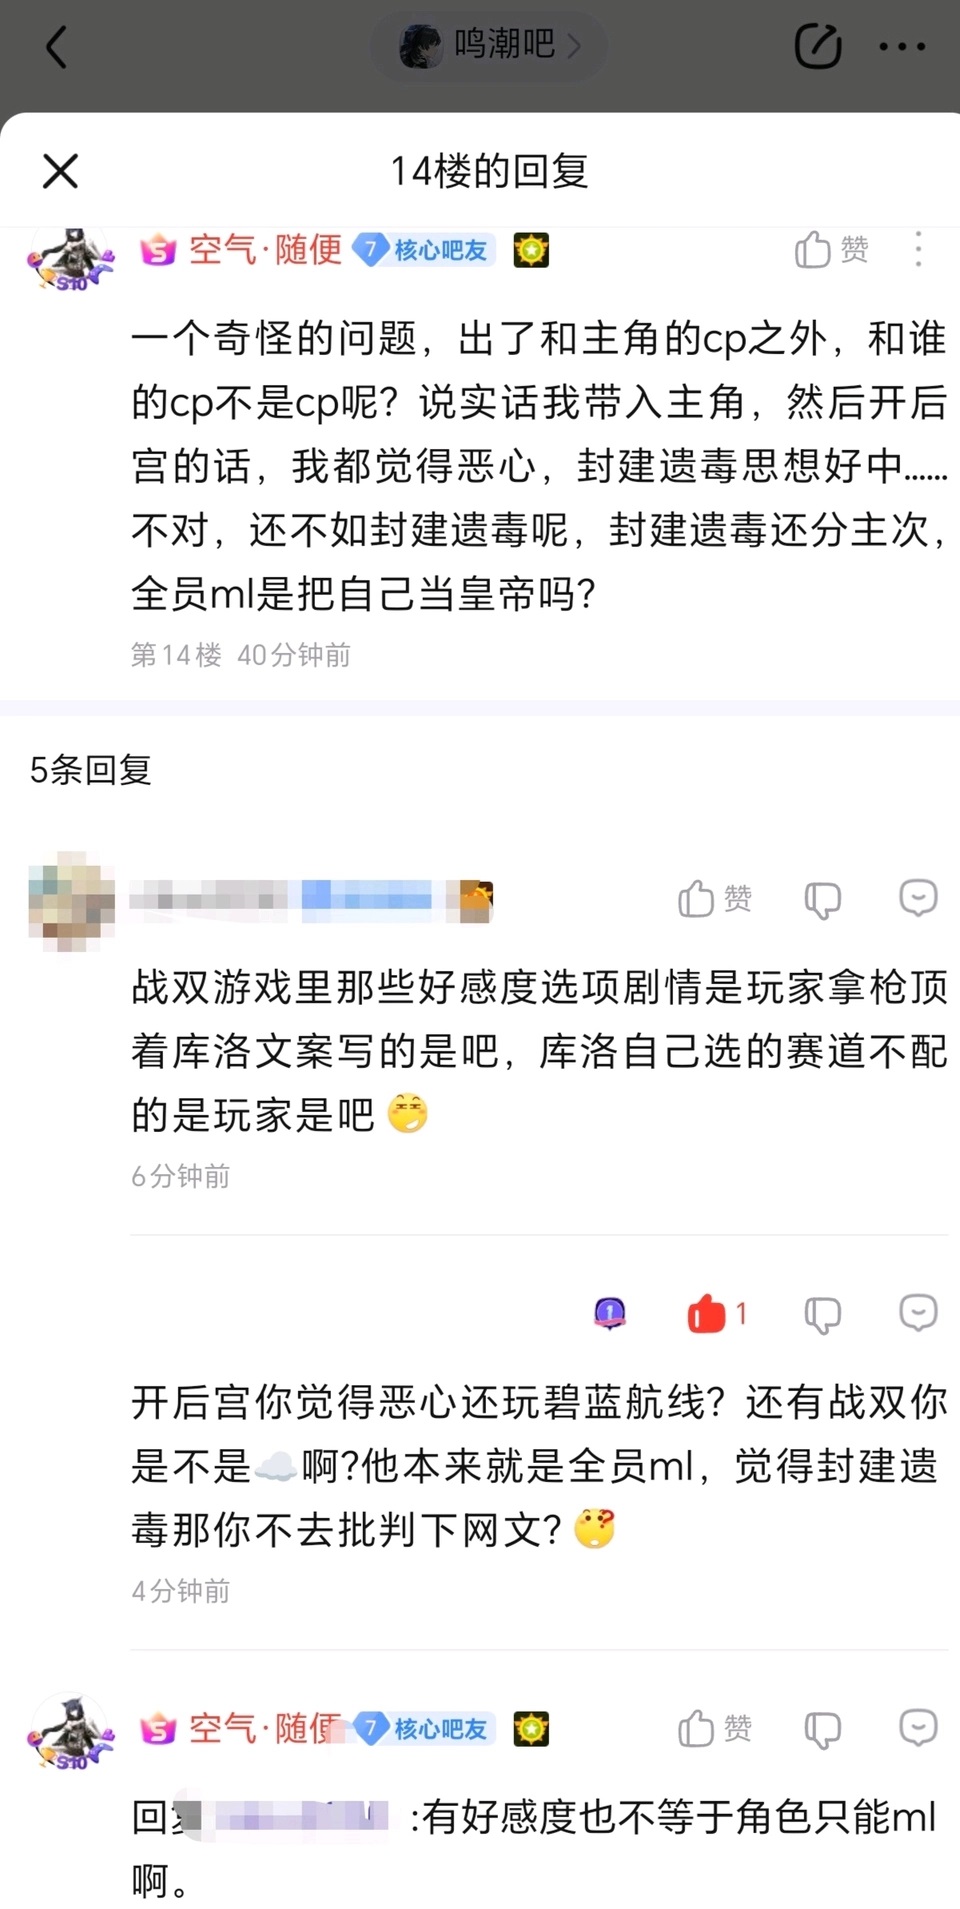 鸣潮吧
14楼的回复
S10
空气·随便
7 核心吧友
赞
一个奇怪的问题，出了和主角的cp之外，和谁
的cp不是cp呢？说实话我带入主角，然后开后
宫的话，我都觉得恶心，封建遗毒思想好中……
不对，还不如封建遗毒呢，封建遗毒还分主次，
全员ml是把自己当皇帝吗？
第14楼 40分钟前
5条回复
赞
战双游戏里那些好感度选项剧情是玩家拿枪顶
着库洛文案写的是吧，库洛自己选的赛道不配
的是玩家是吧
6分钟前
1
1
开后宫你觉得恶心还玩碧蓝航线？还有战双你
是不是☁️啊?他本来就是全员ml，觉得封建遗
毒那你不去批判下网文？
4分钟前
S10
空气·随便
7 核心吧友
赞
回复 :有好感度也不等于角色只能ml
啊。